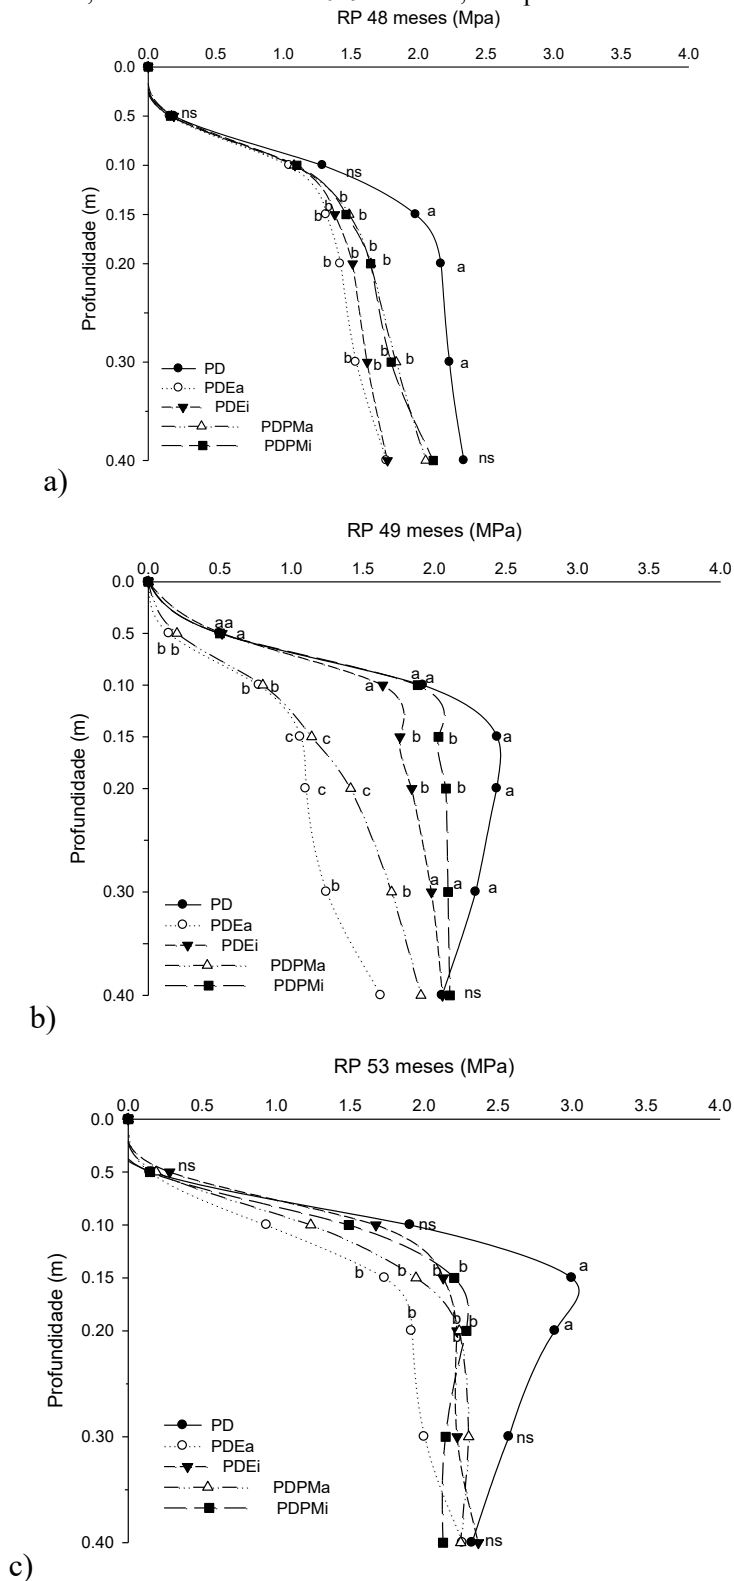 RP 48 meses (Mpa)
0.0 0.5 1.0 1.5 2.0 2.5 3.0 3.5 4.0
0.0
0.5 ns
0.10 ns
b
0.15 b b b a
b
0.20 b b b a
Profundidade (m)
b
0.30 b b b a
PD
PDEa
PDEi
PDPMa
PDPMi
0.40 ns
a)
RP 49 meses (MPa)
0.0 0.5 1.0 1.5 2.0 2.5 3.0 3.5 4.0
0.0
aa
0.5 a
b b
a a
0.10 b b a
0.15 c c b b a
0.20 c c b b a
Profundidade (m)
a a
0.30 b b a
PD
PDEa
PDEi
PDPMa
PDPMi
0.40 ns
b)
RP 53 meses (MPa)
0.0 0.5 1.0 1.5 2.0 2.5 3.0 3.5 4.0
0.0
0.5 ns
0.10 ns
0.15 b b b b a
b b
0.20 b b a
Profundidade (m)
0.30 ns
PD
PDEa
PDEi
PDPMa
PDPMi
0.40 ns
c)